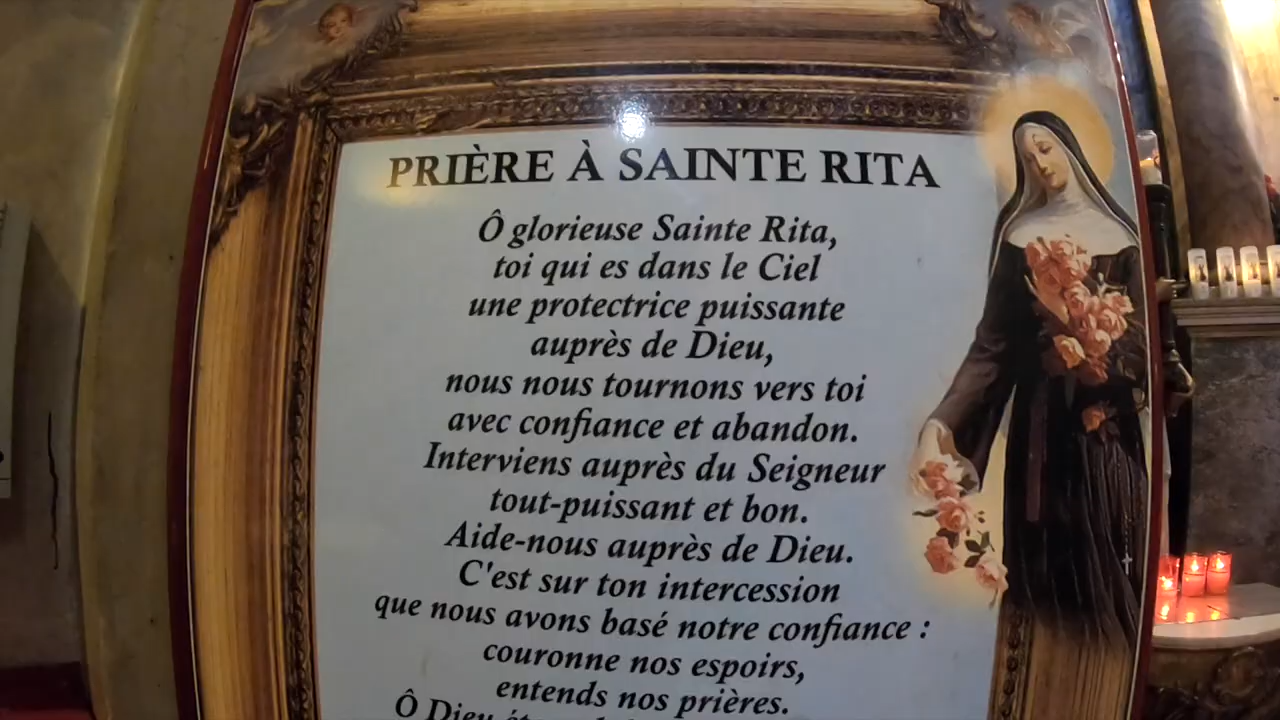 PRIÈRE À SAINTE RITA
Ô glorieuse Sainte Rita,
toi qui es dans le Ciel
une protectrice puissante
auprès de Dieu,
nous nous tournons vers toi
avec confiance et abandon.
Interviens auprès du Seigneur
tout-puissant et bon.
Aide-nous auprès de Dieu.
C'est sur ton intercession
que nous avons basé notre confiance :
couronne nos espoirs,
entends nos prières.
Ô Dieu